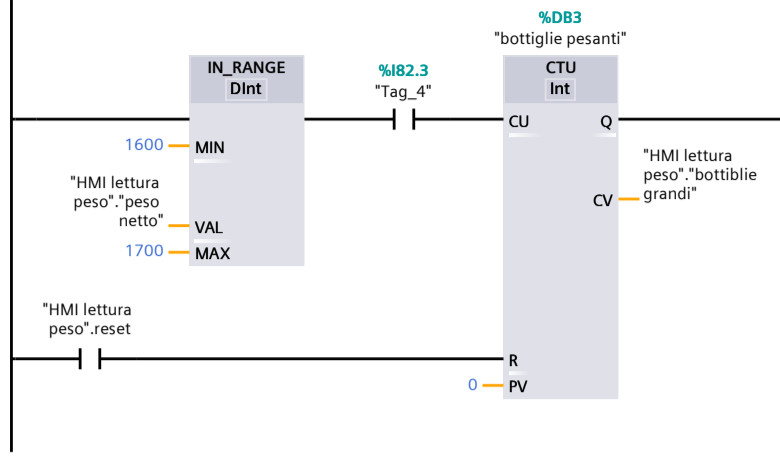 %DB3
"bottiglie pesanti"
IN_RANGE
DInt
%I82.3
"Tag_4"
CTU
Int
CU
Q
1600
MIN
"HMI lettura
peso"."peso
netto"
VAL
1700
MAX
"HMI lettura
peso"."bottiblie
grandi"
CV
"HMI lettura
peso".reset
R
0
PV